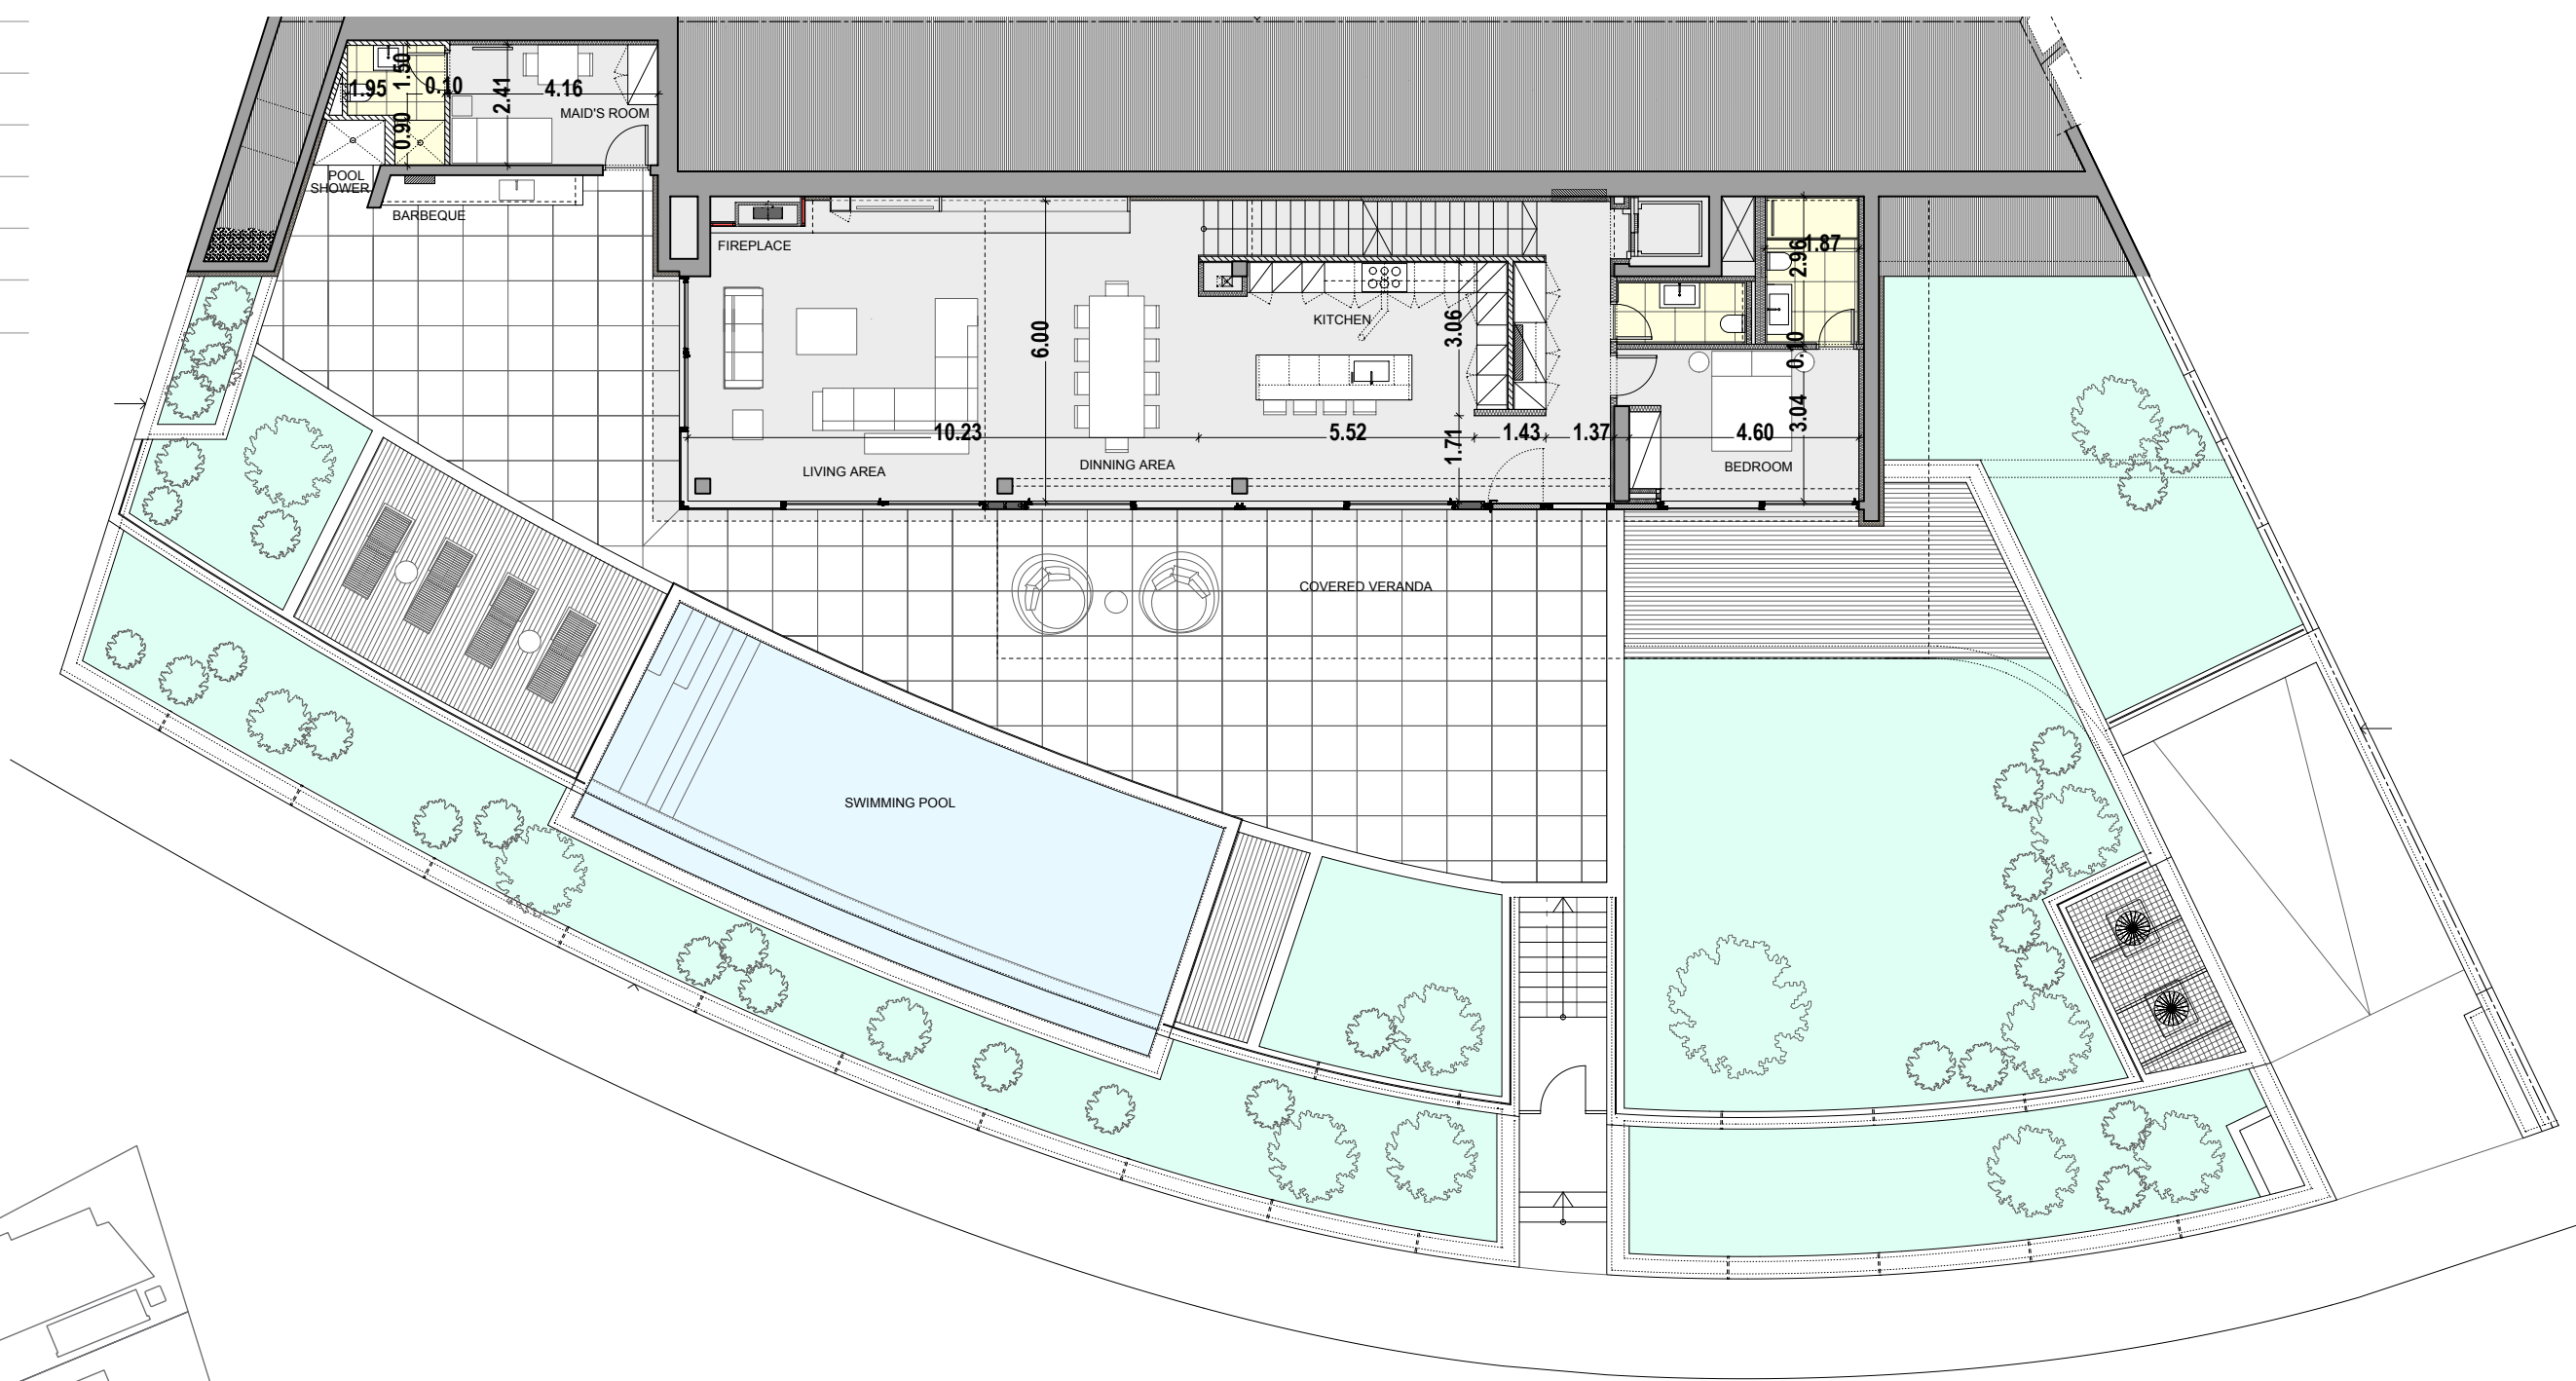 1.95
1.50
0.10
0.90
2.41
4.16
MAID'S ROOM
POOL
SHOWER
BARBEQUE
FIREPLACE
6.00
KITCHEN
3.06
2.96
1.87
0.10
3.04
10.23
5.52
1.71
1.43
1.37
4.60
LIVING AREA
DINNING AREA
BEDROOM
COVERED VERANDA
SWIMMING POOL